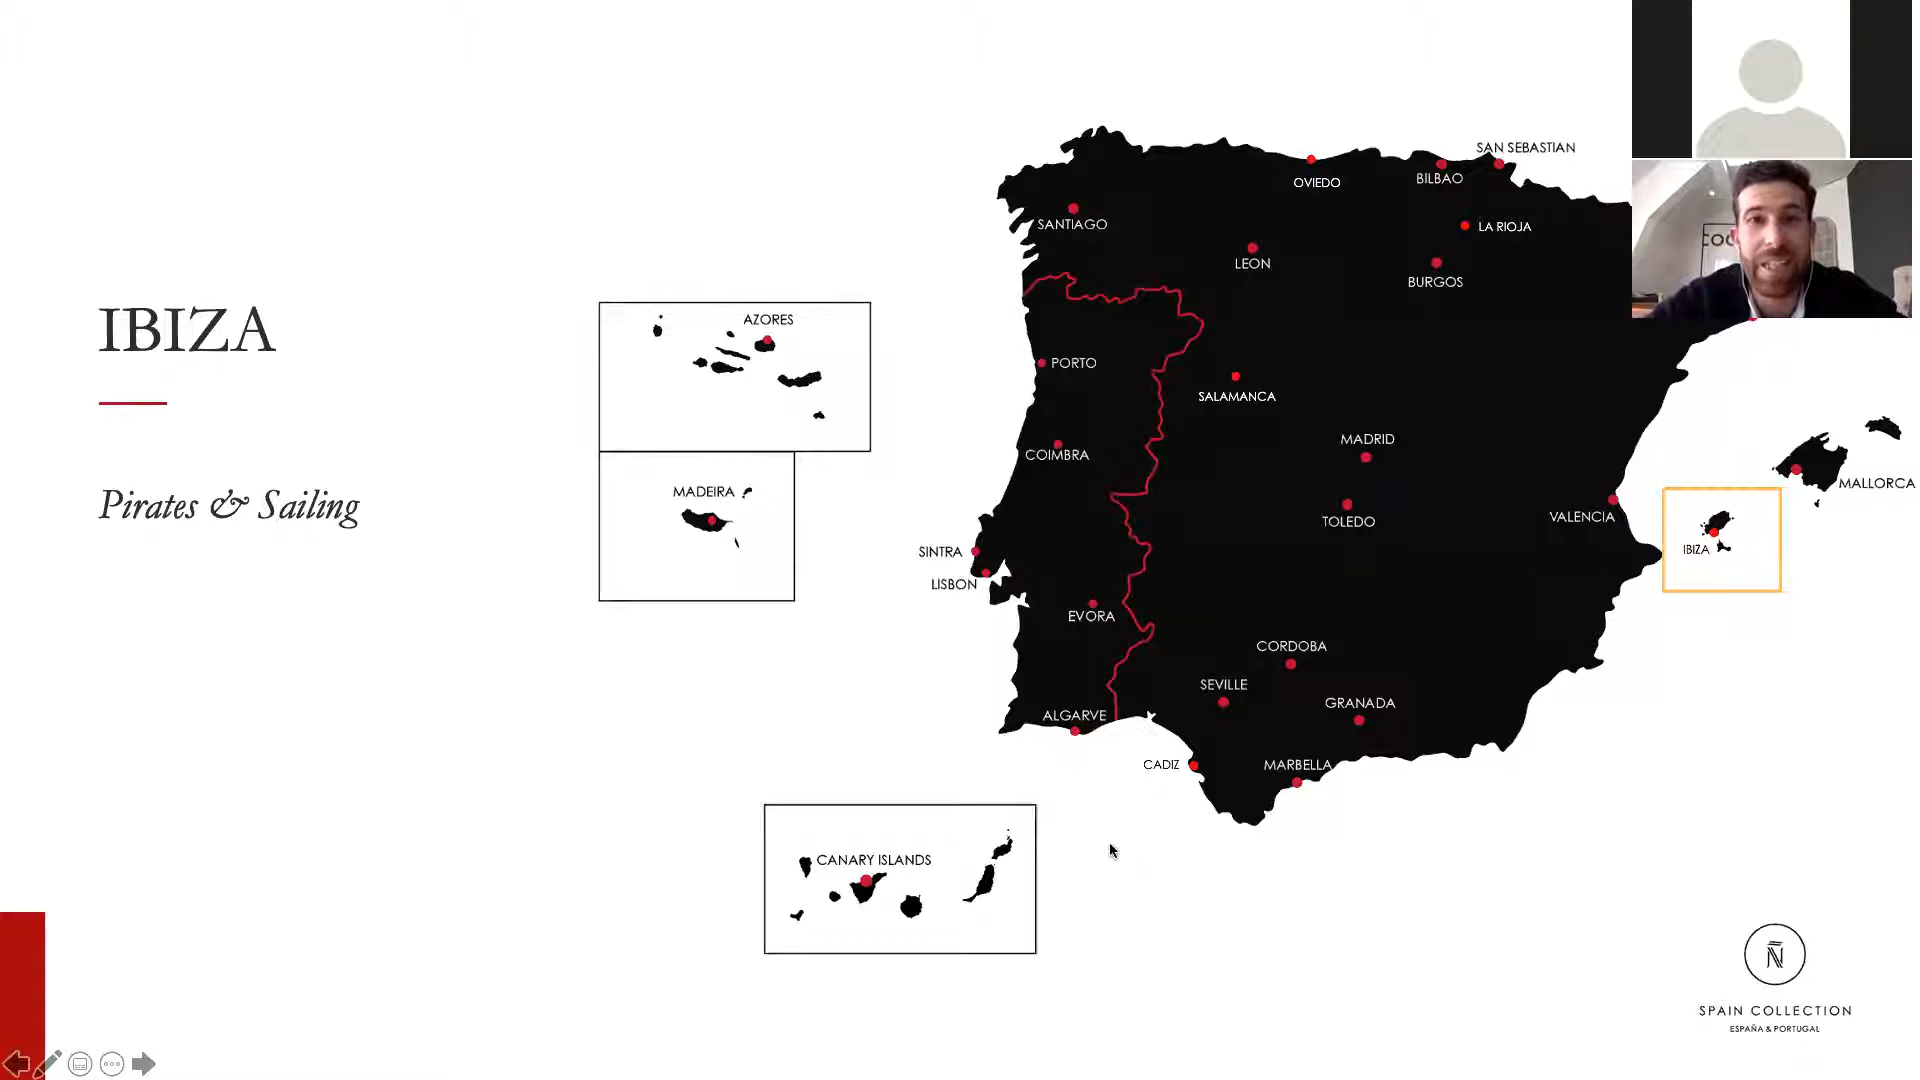 IBIZA
Pirates & Sailing
AZORES
MADEIRA
CANARY ISLANDS
SAN SEBASTIAN
OVIEDO
BILBAO
SANTIAGO
LA RIOJA
LEON
BURGOS
PORTO
SALAMANCA
MADRID
COIMBRA
MALLORCA
TOLEDO
VALENCIA
IBIZA
SINTRA
LISBON
EVORA
CORDOBA
SEVILLE
GRANADA
ALGARVE
CADIZ
MARBELLA
Ñ
SPAIN COLLECTION
ESPAÑA & PORTUGAL